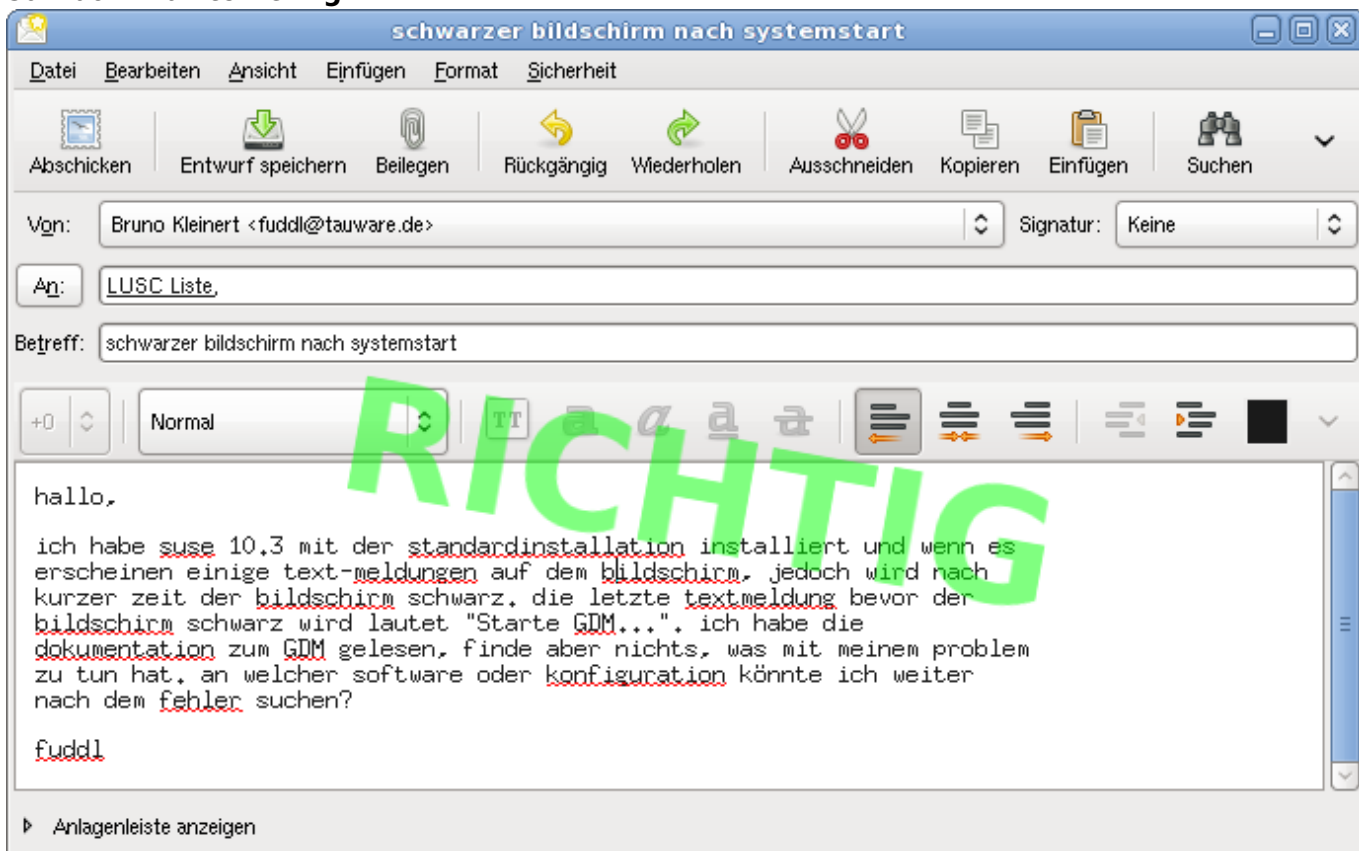 schwarzer bildschirm nach systemstart
Datei Bearbeiten Ansicht Einfügen Format Sicherheit
Abschicken Entwurf speichern Beilegen Rückgängig Wiederholen Ausschneiden Kopieren Einfügen Suchen
Von: Bruno Kleinert <fuddl@tauware.de> Signatur: Keine
An: LUSC Liste,
Betreff: schwarzer bildschirm nach systemstart
+0 Normal TT a a a a
RICHTIG
hallo,
ich habe suse 10.3 mit der standardinstallation installiert und wenn es
erscheinen einige text-meldungen auf dem bildschirm, jedoch wird nach
kurzer zeit der bildschirm schwarz. die letzte textmeldung bevor der
bildschirm schwarz wird lautet "Starte GDM...". ich habe die
dokumentation zum GDM gelesen, finde aber nichts, was mit meinem problem
zu tun hat. an welcher software oder konfiguration könnte ich weiter
nach dem fehler suchen?
fuddl
Anlagenleiste anzeigen